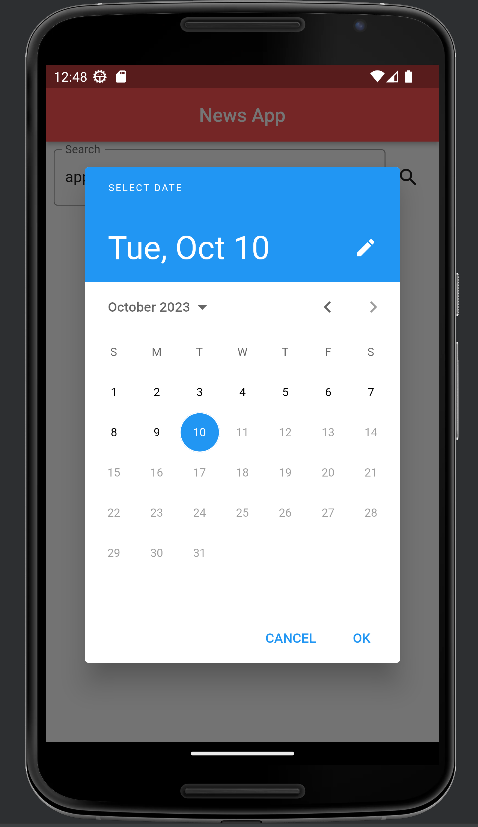 12:48
News App
Search
app
SELECT DATE
Tue, Oct 10
October 2023
S M T W T F S
1 2 3 4 5 6 7
8 9 10 11 12 13 14
15 16 17 18 19 20 21
22 23 24 25 26 27 28
29 30 31
CANCEL OK